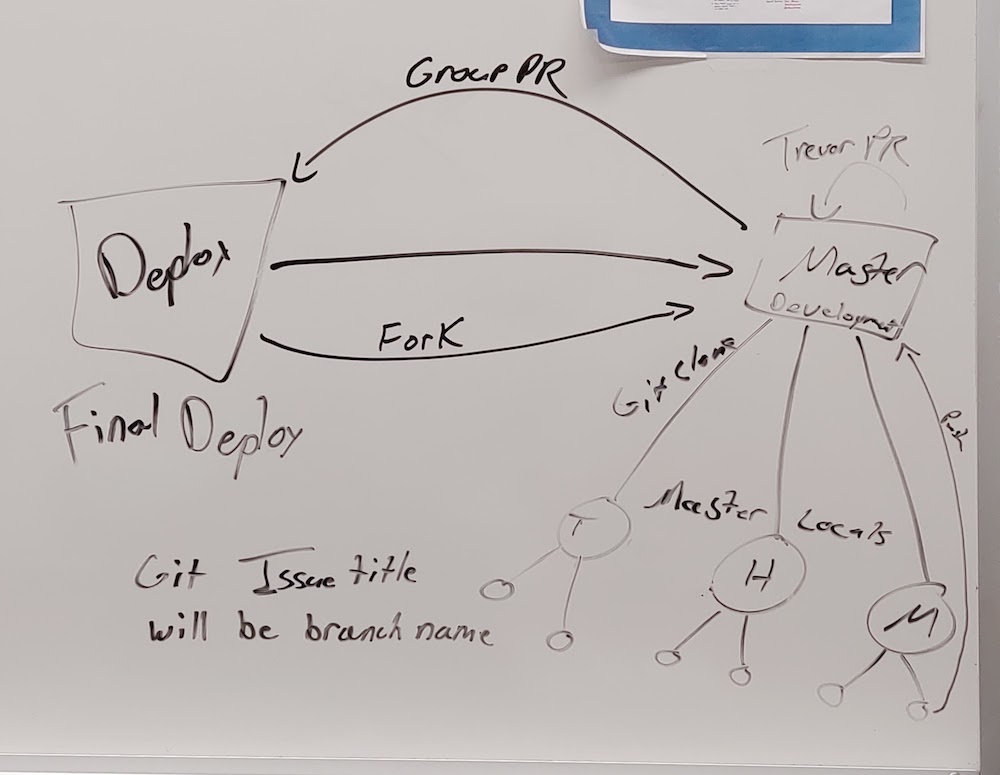 Group PR
Trevor PR
Deploy
Master
Development
Fork
Git Clone
Push
Final Deploy
Master Locals
T
H
M
Git Issue title
will be branch name